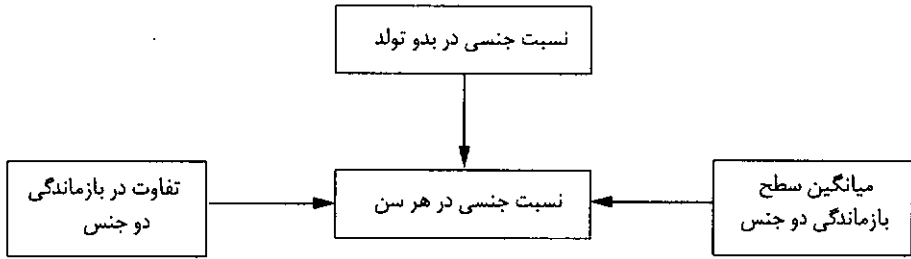 نسبت جنسی در بدو تولد
میانگین سطح
بازماندگی دو جنس
نسبت جنسی در هر سن
تفاوت در بازماندگی
دو جنس